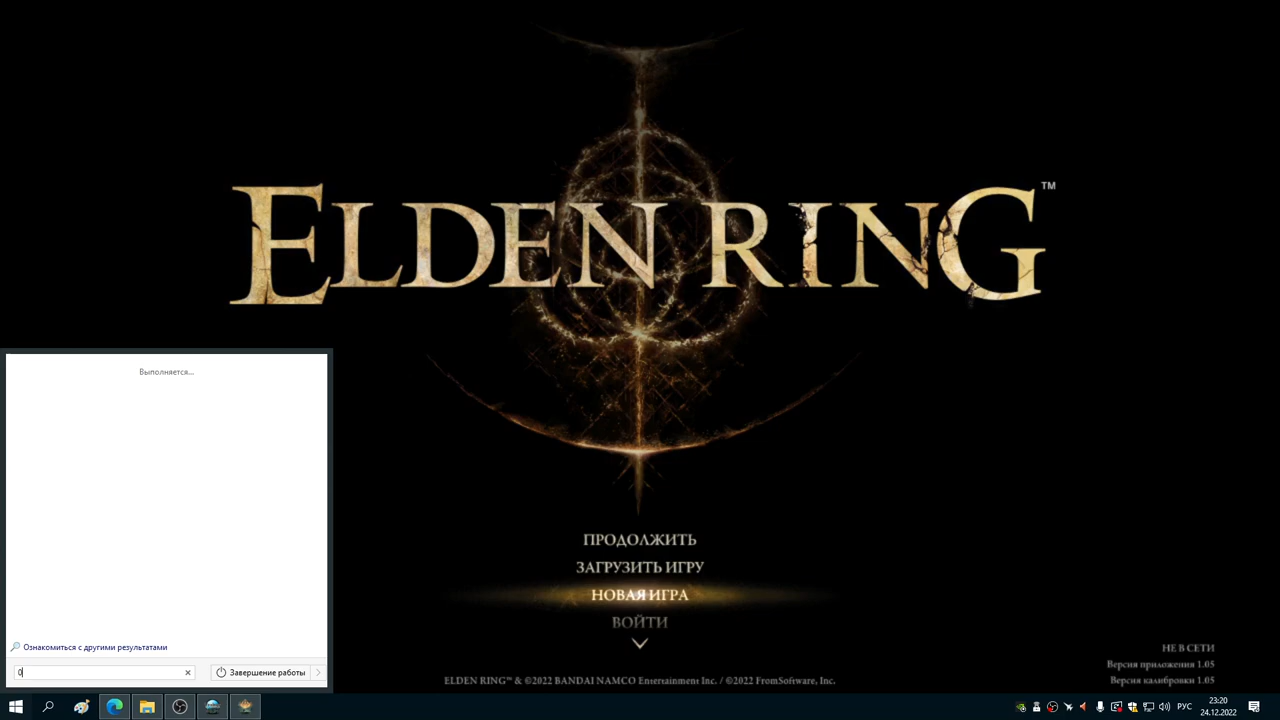 ELDEN RING™
Выполняется...
ПРОДОЛЖИТЬ
ЗАГРУЗИТЬ ИГРУ
НОВАЯ ИГРА
ВОЙТИ
Ознакомиться с другими результатами
0
Завершение работы
НЕ В СЕТИ
Версия приложения 1.05
Версия калибровки 1.05
ELDEN RING™ & ©2022 BANDAI NAMCO Entertainment Inc. / ©2022 FromSoftware, Inc.
РУС
23:20
24.12.2022